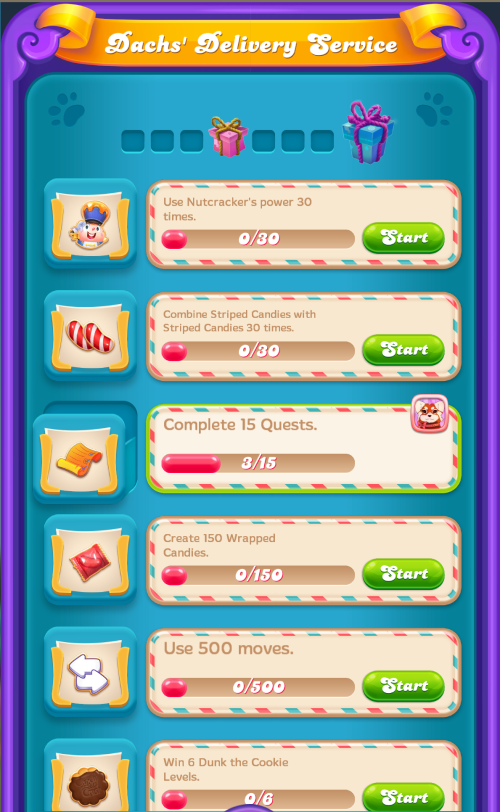 Dachs' Delivery Service
Use Nutcracker's power 30
times.
0/30
Start
Combine Striped Candies with
Striped Candies 30 times.
0/30
Start
Complete 15 Quests.
3/15
Create 150 Wrapped
Candies.
0/150
Start
Use 500 moves.
0/500
Start
Win 6 Dunk the Cookie
Levels.
0/6
Start